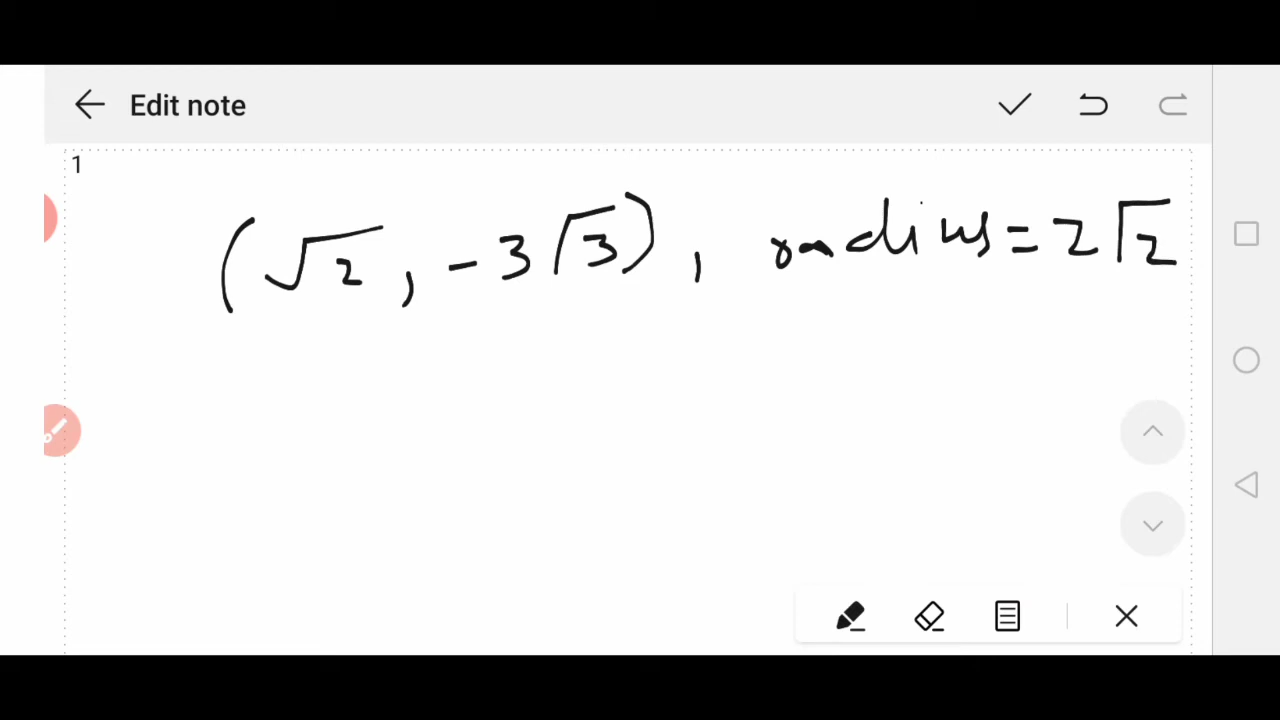 Edit note
1
(√2, -3√3), radius = 2√2